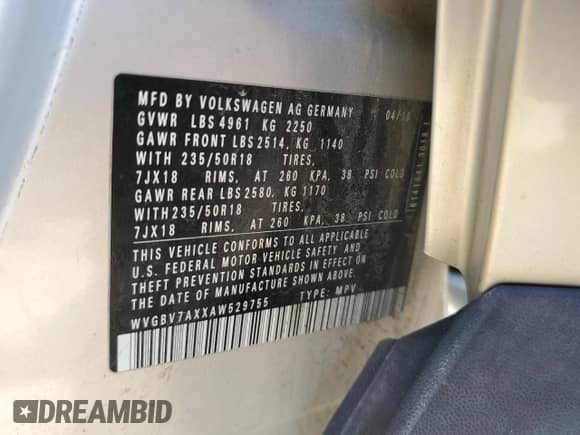 MFD BY VOLKSWAGEN AG GERMANY 04/10
GVWR LBS 4961 KG 2250
GAWR FRONT LBS 2514, KG 1140
WITH 235/50R18 TIRES,
7JX18 RIMS, AT 260 KPA, 38 PSI COLD
GAWR REAR LBS 2580, KG 1170
WITH 235/50R18 TIRES,
7JX18 RIMS, AT 260 KPA, 38 PSI COLD
THIS VEHICLE CONFORMS TO ALL APPLICABLE
U.S. FEDERAL MOTOR VEHICLE SAFETY AND
THEFT PREVENTION STANDARDS IN EFFECT ON
THE DATE OF MANUFACTURE SHOWN ABOVE.
WVGBV7AXXAW529755 TYPE: MPV
DREAMBID